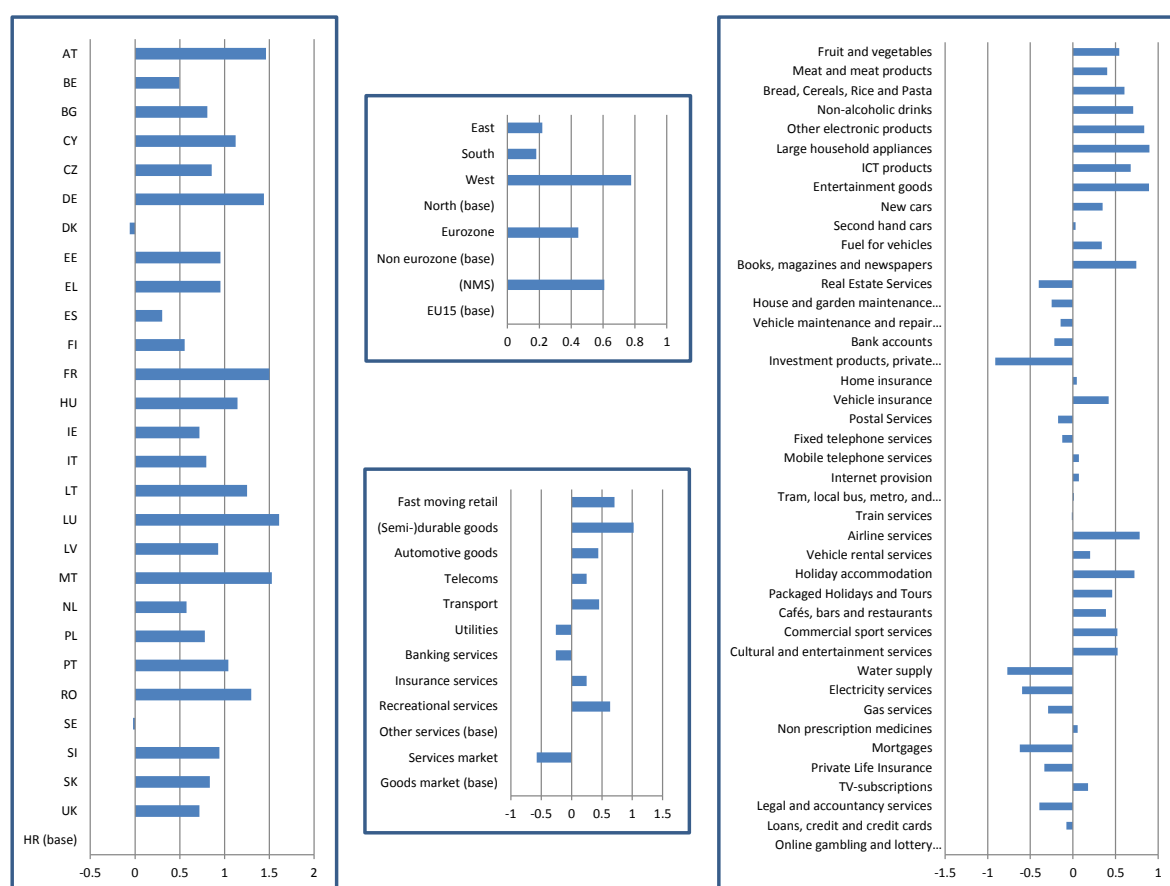 AT
BE
BG
CY
CZ
DE
DK
EE
EL
ES
FI
FR
HU
IE
IT
LT
LU
LV
MT
NL
PL
PT
RO
SE
SI
SK
UK
HR (base)
-0.5 0 0.5 1 1.5 2
East
South
West
North (base)
Eurozone
Non eurozone (base)
(NMS)
EU15 (base)
0 0.2 0.4 0.6 0.8 1
Fast moving retail
(Semi-)durable goods
Automotive goods
Telecoms
Transport
Utilities
Banking services
Insurance services
Recreational services
Other services (base)
Services market
Goods market (base)
-1 -0.5 0 0.5 1 1.5
Fruit and vegetables
Meat and meat products
Bread, Cereals, Rice and Pasta
Non-alcoholic drinks
Other electronic products
Large household appliances
ICT products
Entertainment goods
New cars
Second hand cars
Fuel for vehicles
Books, magazines and newspapers
Real Estate Services
House and garden maintenance…
Vehicle maintenance and repair…
Bank accounts
Investment products, private…
Home insurance
Vehicle insurance
Postal Services
Fixed telephone services
Mobile telephone services
Internet provision
Tram, local bus, metro, and…
Train services
Airline services
Vehicle rental services
Holiday accommodation
Packaged Holidays and Tours
Cafés, bars and restaurants
Commercial sport services
Cultural and entertainment services
Water supply
Electricity services
Gas services
Non prescription medicines
Mortgages
Private Life Insurance
TV-subscriptions
Legal and accountancy services
Loans, credit and credit cards
Online gambling and lottery…
-1.5 -1 -0.5 0 0.5 1